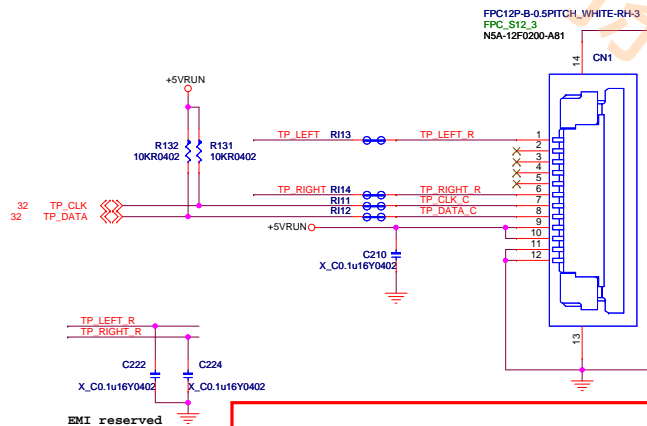 FPC12P-B-0.5PITCH_WHITE-RH-3
FPC_S12_3
N5A-12F0200-A81
14
CN1
+5VRUN
R132
10KR0402
R131
10KR0402
TP_LEFT
RI13
TP_LEFT_R
1
2
3
4
5
TP_RIGHT
RI14
TP_RIGHT_R
6
32
TP_CLK
RI11
TP_CLK_C
7
32
TP_DATA
RI12
TP_DATA_C
8
+5VRUN
9
10
11
12
C210
X_C0.1u16Y0402
13
TP_LEFT_R
TP_RIGHT_R
C222
X_C0.1u16Y0402
C224
X_C0.1u16Y0402
EMI reserved